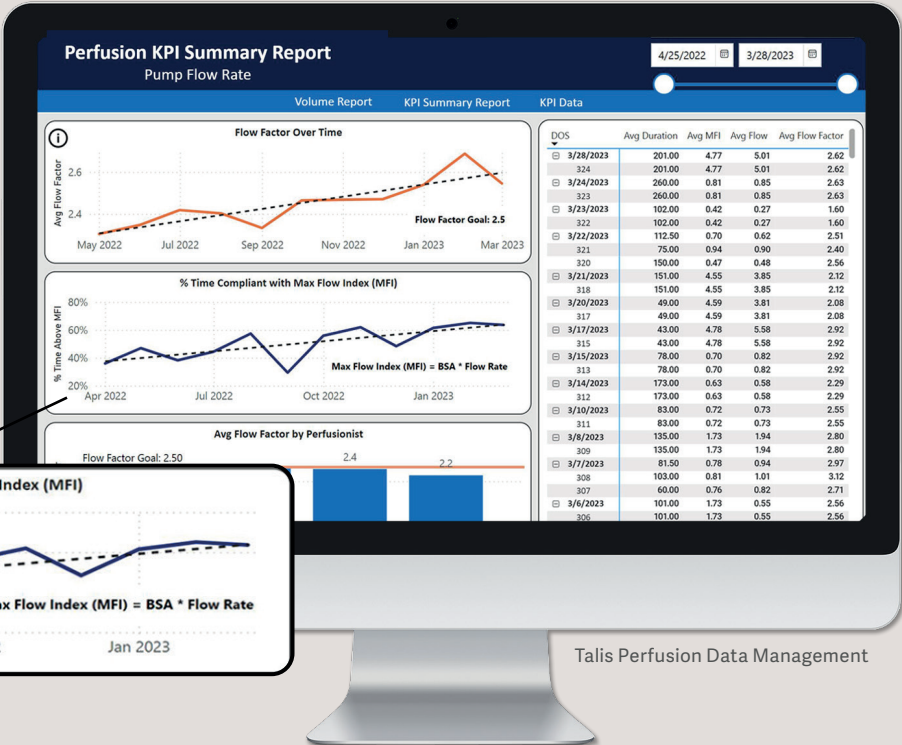 Perfusion KPI Summary Report
Pump Flow Rate
4/25/2022
3/28/2023
Volume Report KPI Summary Report KPI Data
Flow Factor Over Time
Avg Flow Factor
2.6
2.4
Flow Factor Goal: 2.5
May 2022 Jul 2022 Sep 2022 Nov 2022 Jan 2023 Mar 2023
% Time Compliant with Max Flow Index (MFI)
% Time Above MFI
80%
60%
40%
20%
Max Flow Index (MFI) = BSA * Flow Rate
Apr 2022 Jul 2022 Oct 2022 Jan 2023
Avg Flow Factor by Perfusionist
Flow Factor Goal: 2.50
2.4
2.2
DOS Avg Duration Avg MFI Avg Flow Avg Flow Factor
3/28/2023 201.00 4.77 5.01 2.62
324 201.00 4.77 5.01 2.62
3/24/2023 260.00 0.81 0.85 2.63
323 260.00 0.81 0.85 2.63
3/23/2023 102.00 0.42 0.27 1.60
322 102.00 0.42 0.27 1.60
3/22/2023 112.50 0.70 0.62 2.51
321 75.00 0.94 0.90 2.40
320 150.00 0.47 0.48 2.56
3/21/2023 151.00 4.55 3.85 2.12
318 151.00 4.55 3.85 2.12
3/20/2023 49.00 4.59 3.81 2.08
317 49.00 4.59 3.81 2.08
3/17/2023 43.00 4.78 5.58 2.92
315 43.00 4.78 5.58 2.92
3/15/2023 78.00 0.70 0.82 2.92
313 78.00 0.70 0.82 2.92
3/14/2023 173.00 0.63 0.58 2.29
312 173.00 0.63 0.58 2.29
3/10/2023 83.00 0.72 0.73 2.55
311 83.00 0.72 0.73 2.55
3/8/2023 135.00 1.73 1.94 2.80
309 135.00 1.73 1.94 2.80
3/7/2023 81.50 0.78 0.94 2.97
308 103.00 0.81 1.01 3.12
307 60.00 0.76 0.82 2.71
3/6/2023 101.00 1.73 0.55 2.56
306 101.00 1.73 0.55 2.56
Index (MFI)
x Flow Index (MFI) = BSA * Flow Rate
Jan 2023
Talis Perfusion Data Management